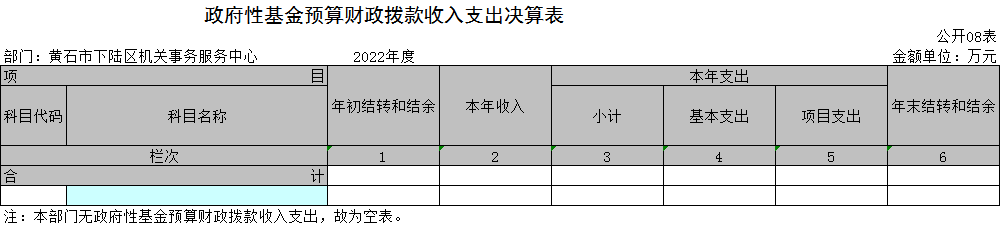 政府性基金预算财政拨款收入支出决算表
公开08表
部门：黄石市下陆区机关事务服务中心 2022年度 金额单位：万元
项 目 年初结转和结余 本年收入 本年支出 年末结转和结余
科目代码 科目名称 小计 基本支出 项目支出
栏次 1 2 3 4 5 6
合 计
注：本部门无政府性基金预算财政拨款收入支出，故为空表。